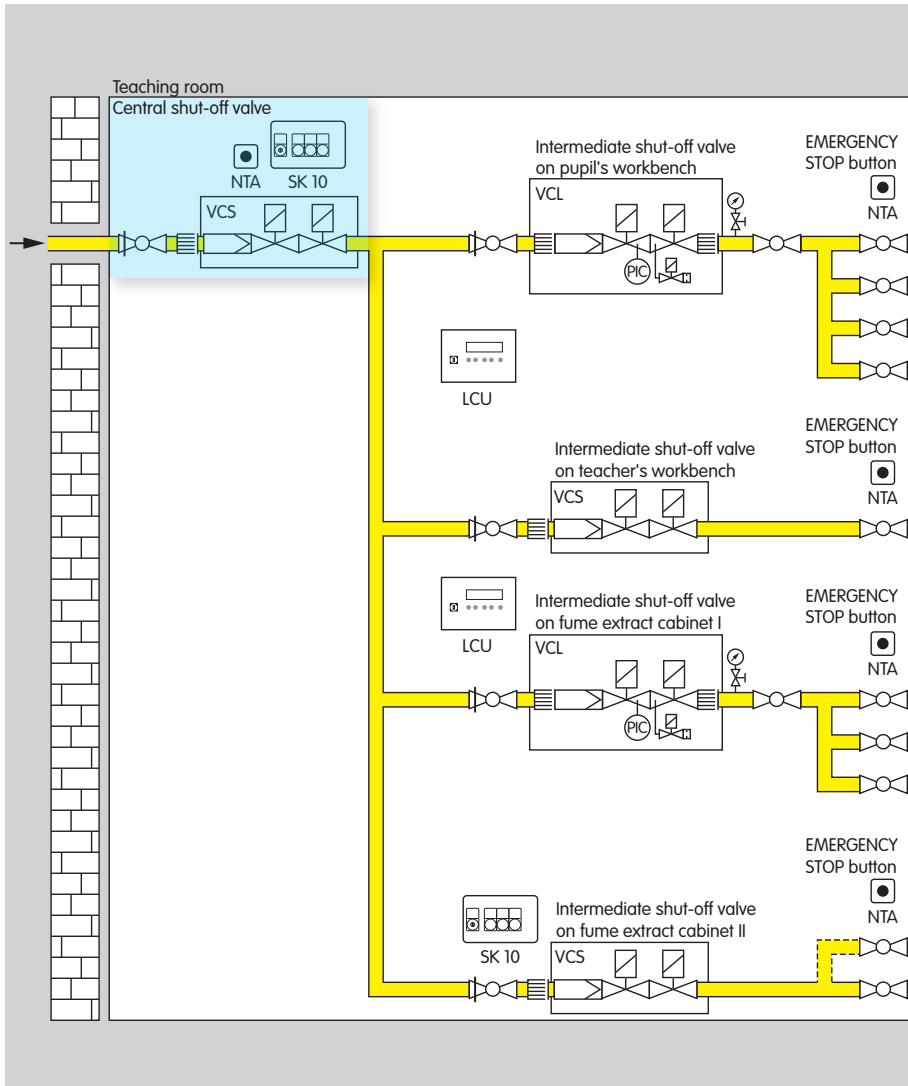 Teaching room
Central shut-off valve
NTA
SK 10
VCS
Intermediate shut-off valve
on pupil's workbench
VCL
PIC
EMERGENCY
STOP button
NTA
LCU
EMERGENCY
STOP button
NTA
Intermediate shut-off valve
on teacher's workbench
VCS
LCU
Intermediate shut-off valve
on fume extract cabinet I
VCL
PIC
EMERGENCY
STOP button
NTA
EMERGENCY
STOP button
NTA
SK 10
Intermediate shut-off valve
on fume extract cabinet II
VCS